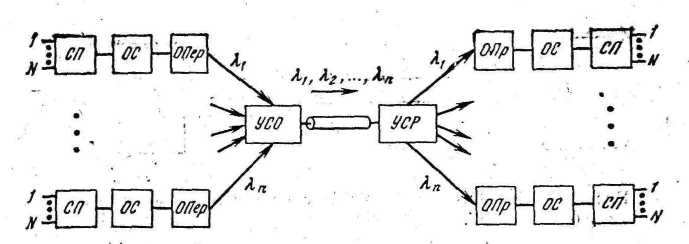 1 СП ОС ОПер λ₁ λ₁, λ₂, ..., λₙ λ₁ ОПр ОС СП 1
N N
УСО УСР
1 СП ОС ОПер λₙ λₙ ОПр ОС СП 1
N N